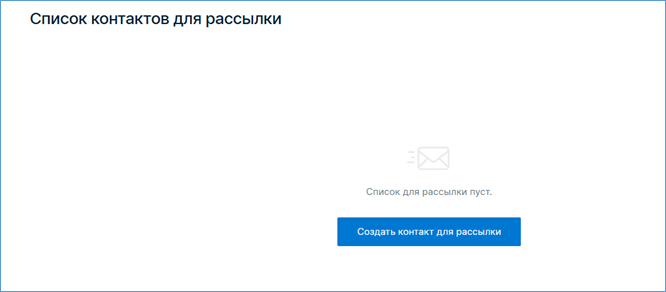 Список контактов для рассылки
Список для рассылки пуст.
Создать контакт для рассылки